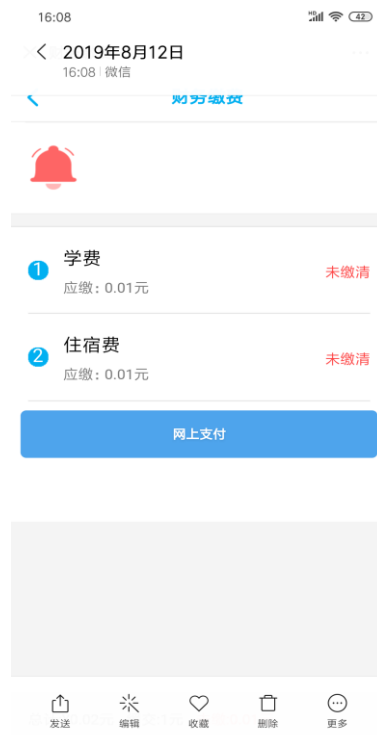 16:08
HD 42
2019年8月12日
16:08 | 微信
财务缴费
1 学费
应缴：0.01元
未缴清
2 住宿费
应缴：0.01元
未缴清
网上支付
发送 编辑 收藏 删除 更多